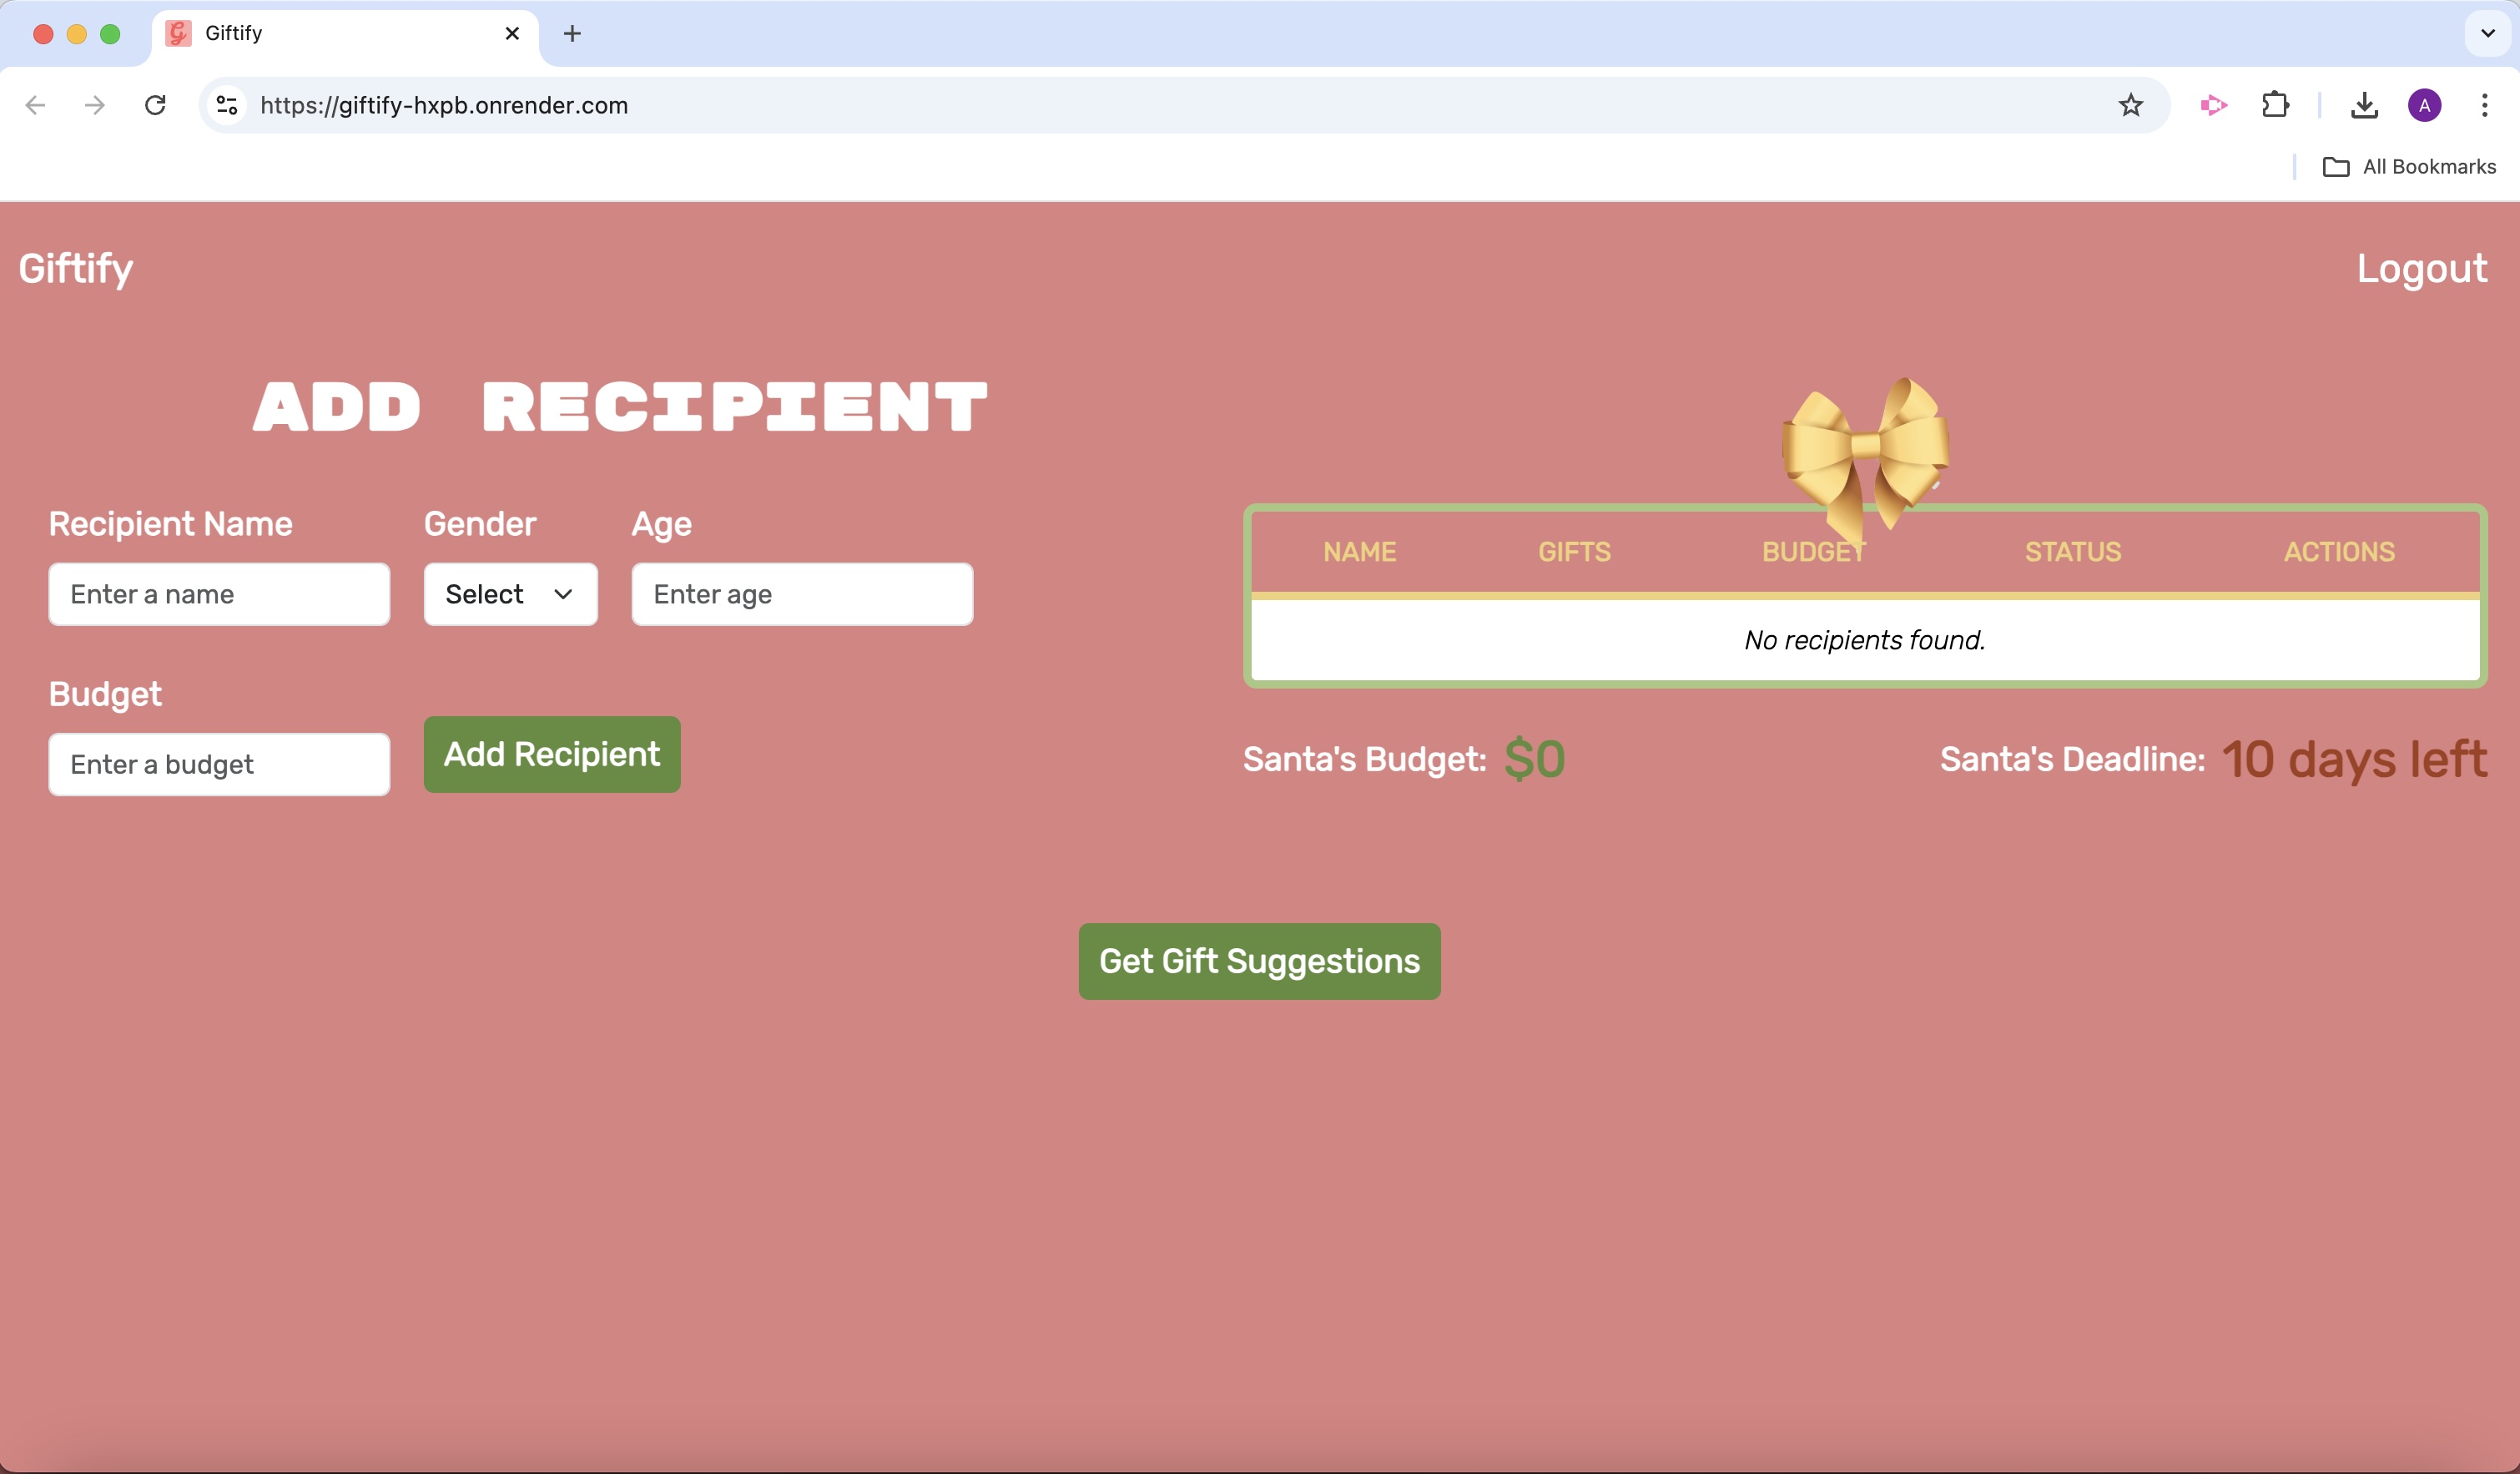 Giftify
https://giftify-hxpb.onrender.com
A
All Bookmarks
Giftify
Logout
ADD RECIPIENT
Recipient Name
Gender
Age
Enter a name
Select
Enter age
Budget
Enter a budget
Add Recipient
NAME GIFTS BUDGET STATUS ACTIONS
No recipients found.
Santa's Budget: $0
Santa's Deadline: 10 days left
Get Gift Suggestions